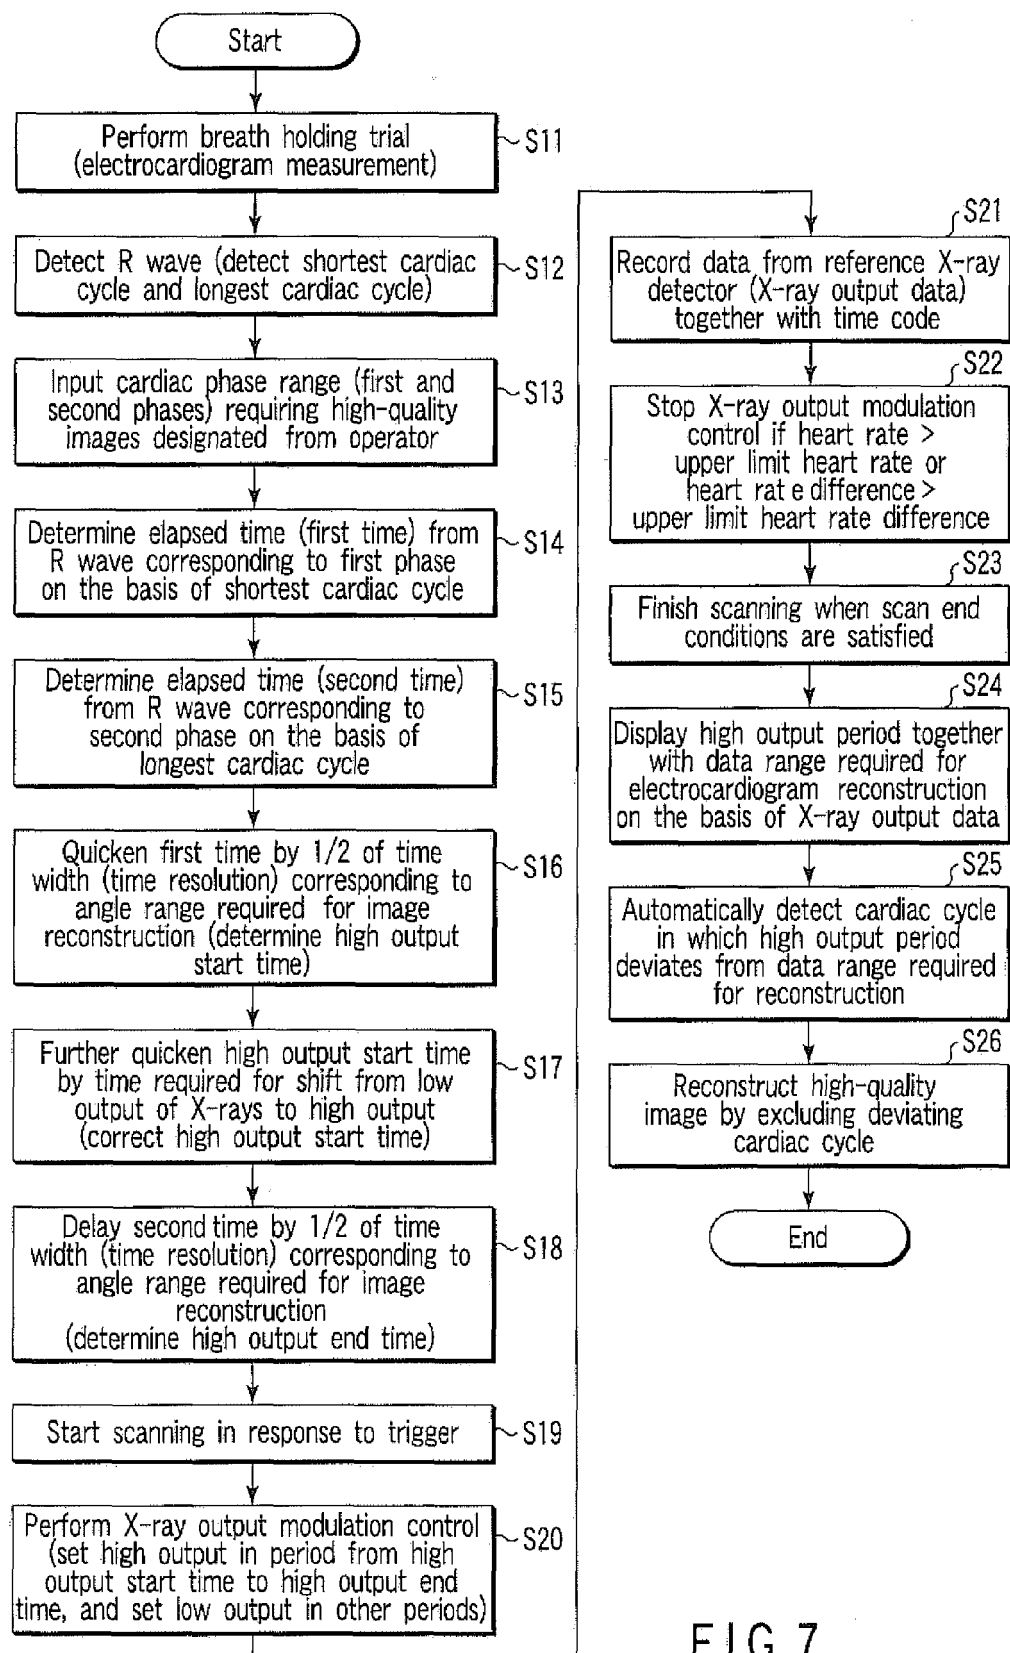 Start
Perform breath holding trial
(electrocardiogram measurement)
S11
Detect R wave (detect shortest cardiac
cycle and longest cardiac cycle)
S12
Input cardiac phase range (first and
second phases) requiring high-quality
images designated from operator
S13
Determine elapsed time (first time) from
R wave corresponding to first phase
on the basis of shortest cardiac cycle
S14
Determine elapsed time (second time)
from R wave corresponding to
second phase on the basis of
longest cardiac cycle
S15
Quicken first time by 1/2 of time
width (time resolution) corresponding to
angle range required for image
reconstruction (determine high output
start time)
S16
Further quicken high output start time
by time required for shift from low
output of X-rays to high output
(correct high output start time)
S17
Delay second time by 1/2 of time
width (time resolution) corresponding to
angle range required for image
reconstruction
(determine high output end time)
S18
Start scanning in response to trigger
S19
Perform X-ray output modulation control
(set high output in period from high
output start time to high output end
time, and set low output in other periods)
S20
S21
Record data from reference X-ray
detector (X-ray output data)
together with time code
S22
Stop X-ray output modulation
control if heart rate >
upper limit heart rate or
heart rat e difference >
upper limit heart rate difference
S23
Finish scanning when scan end
conditions are satisfied
S24
Display high output period together
with data range required for
electrocardiogram reconstruction
on the basis of X-ray output data
S25
Automatically detect cardiac cycle
in which high output period
deviates from data range required
for reconstruction
S26
Reconstruct high-quality
image by excluding deviating
cardiac cycle
End
FIG. 7